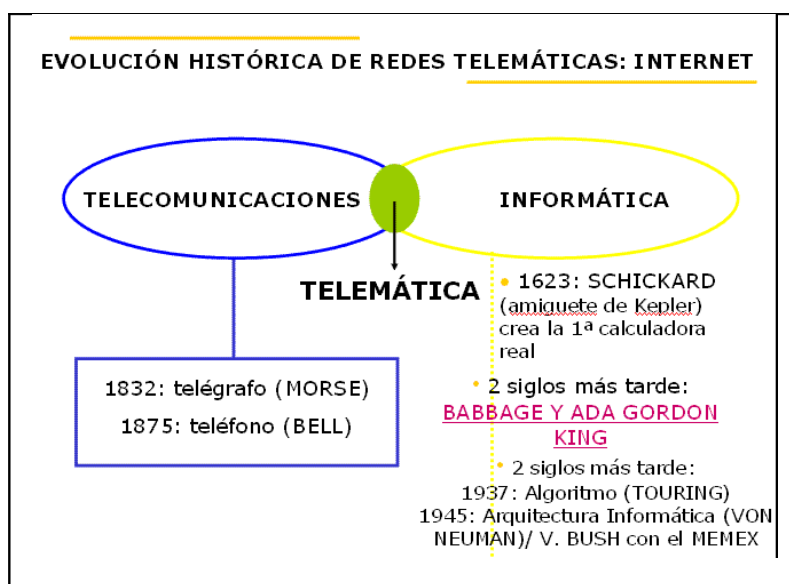 EVOLUCIÓN HISTÓRICA DE REDES TELEMÁTICAS: INTERNET
TELECOMUNICACIONES
INFORMÁTICA
TELEMÁTICA
1832: telégrafo (MORSE)
1875: teléfono (BELL)
• 1623: SCHICKARD
(amiguete de Kepler)
crea la 1ª calculadora
real
• 2 siglos más tarde:
BABBAGE Y ADA GORDON
KING
• 2 siglos más tarde:
1937: Algoritmo (TOURING)
1945: Arquitectura Informática (VON
NEUMAN)/ V. BUSH con el MEMEX